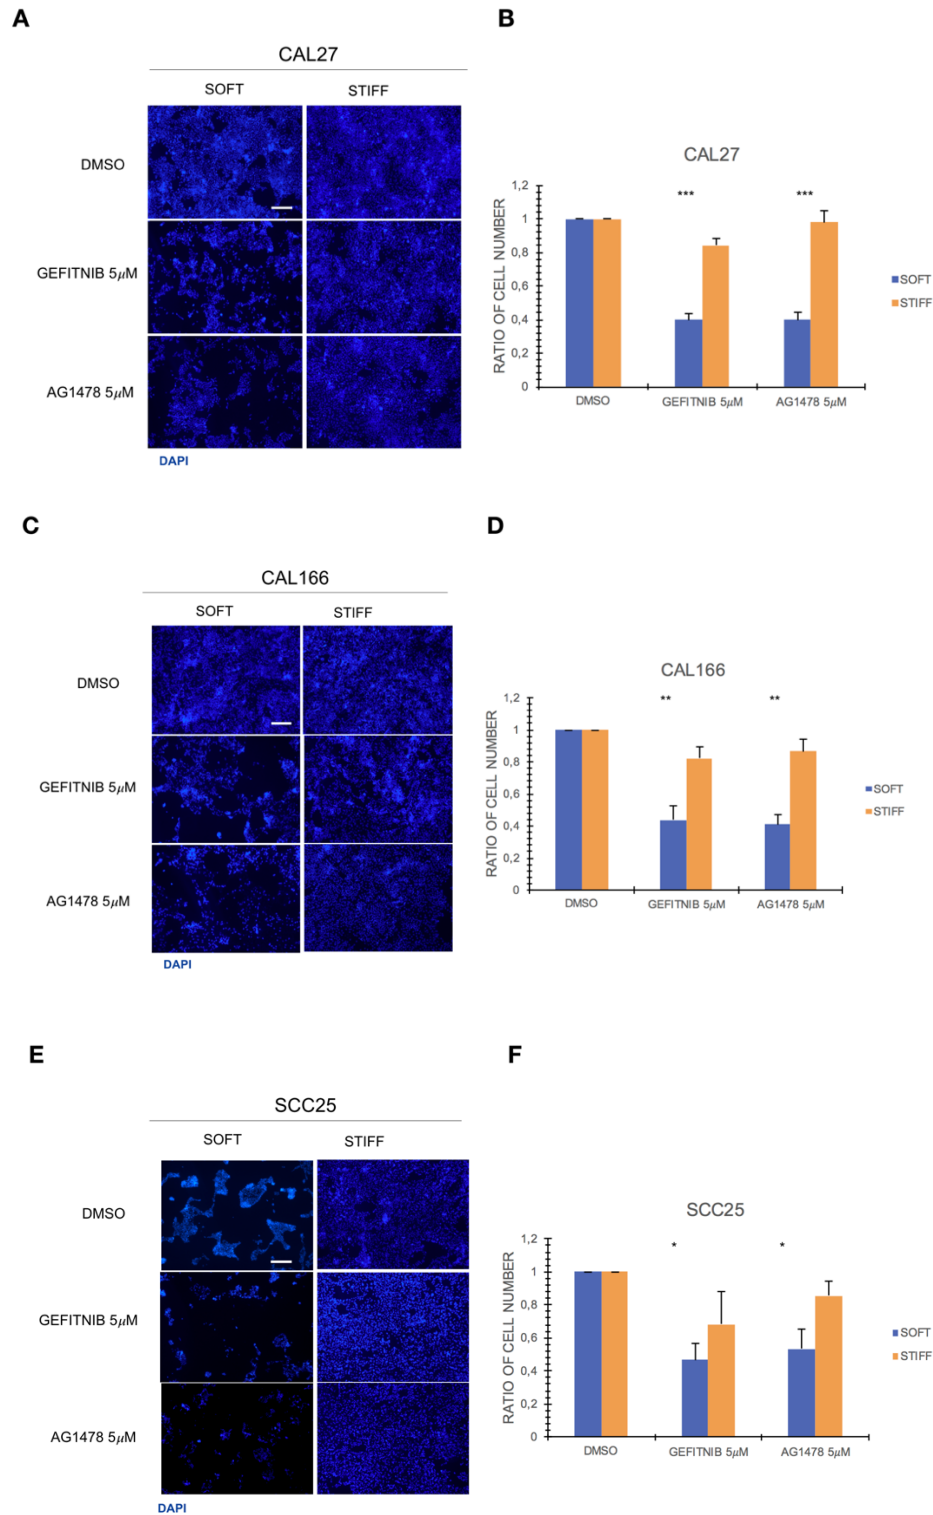 A
CAL27
SOFT STIFF
DMSO
GEFITNIB 5μM
AG1478 5μM
DAPI
B
CAL27
RATIO OF CELL NUMBER
1,2
1
0,8
0,6
0,4
0,2
0
*** ***
DMSO GEFITNIB 5μM AG1478 5μM
SOFT
STIFF
C
CAL166
SOFT STIFF
DMSO
GEFITNIB 5μM
AG1478 5μM
DAPI
D
CAL166
RATIO OF CELL NUMBER
1,2
1
0,8
0,6
0,4
0,2
0
** **
DMSO GEFITNIB 5μM AG1478 5μM
SOFT
STIFF
E
SCC25
SOFT STIFF
DMSO
GEFITNIB 5μM
AG1478 5μM
DAPI
F
SCC25
RATIO OF CELL NUMBER
1,2
1
0,8
0,6
0,4
0,2
0
* *
DMSO GEFITNIB 5μM AG1478 5μM
SOFT
STIFF